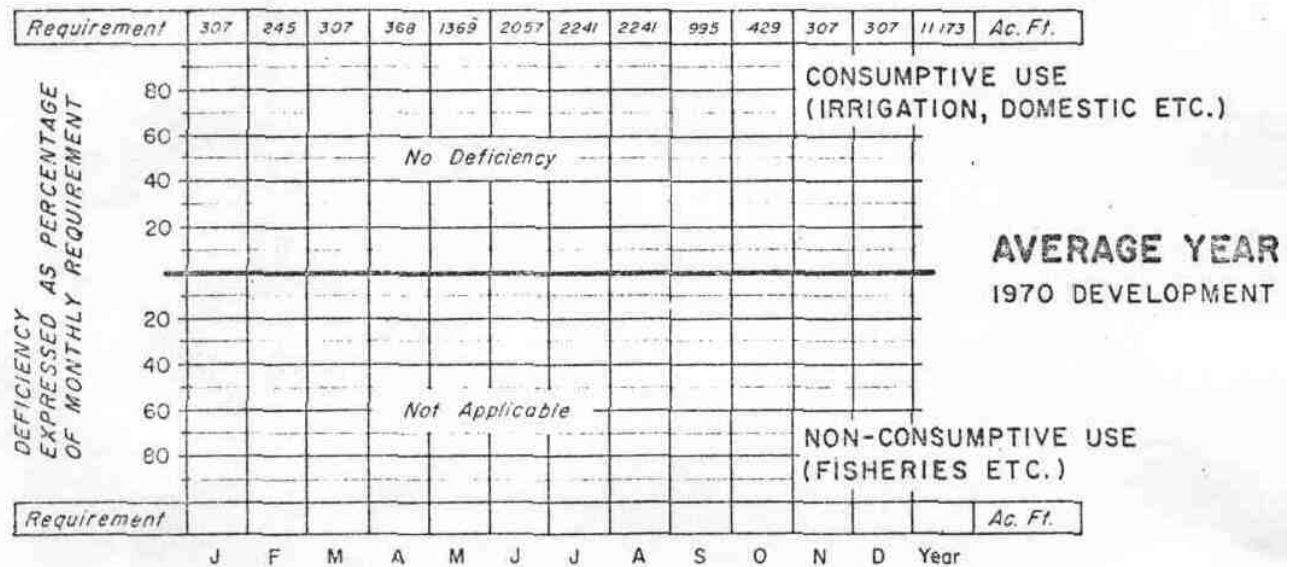 Requirement 307 245 307 368 1369 2057 2241 2241 995 429 307 307 11173 Ac. Ft.
CONSUMPTIVE USE
(IRRIGATION, DOMESTIC ETC.)
80
60
No Deficiency
40
20
AVERAGE YEAR
1970 DEVELOPMENT
20
40
60
Not Applicable
80
NON-CONSUMPTIVE USE
(FISHERIES ETC.)
DEFICIENCY
EXPRESSED AS PERCENTAGE
OF MONTHLY REQUIREMENT
Requirement Ac. Ft.
J F M A M J J A S O N D Year